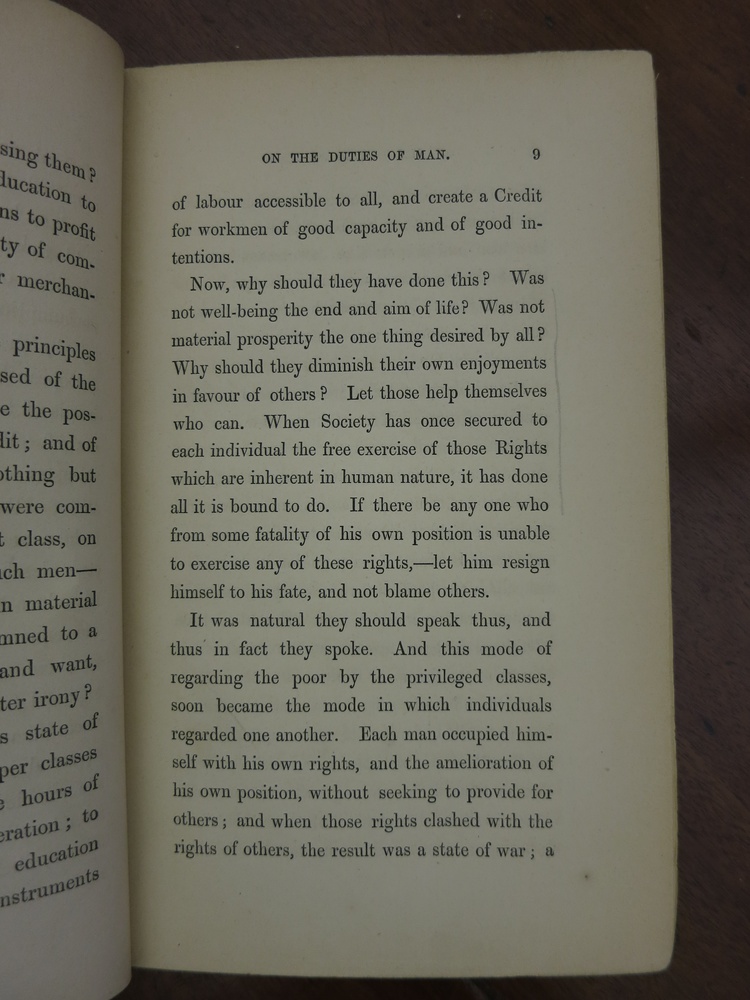 sing them?
ducation to
ns to profit
ty of com-
r merchan-
principles
sed of the
e the pos-
dit; and of
othing but
were com-
t class, on
ch men—
n material
mned to a
and want,
ter irony?
s state of
per classes
e hours of
eration; to
education
nstruments
ON THE DUTIES OF MAN. 9
of labour accessible to all, and create a Credit
for workmen of good capacity and of good in-
tentions.
Now, why should they have done this? Was
not well-being the end and aim of life? Was not
material prosperity the one thing desired by all?
Why should they diminish their own enjoyments
in favour of others? Let those help themselves
who can. When Society has once secured to
each individual the free exercise of those Rights
which are inherent in human nature, it has done
all it is bound to do. If there be any one who
from some fatality of his own position is unable
to exercise any of these rights,—let him resign
himself to his fate, and not blame others.
It was natural they should speak thus, and
thus in fact they spoke. And this mode of
regarding the poor by the privileged classes,
soon became the mode in which individuals
regarded one another. Each man occupied him-
self with his own rights, and the amelioration of
his own position, without seeking to provide for
others; and when those rights clashed with the
rights of others, the result was a state of war; a